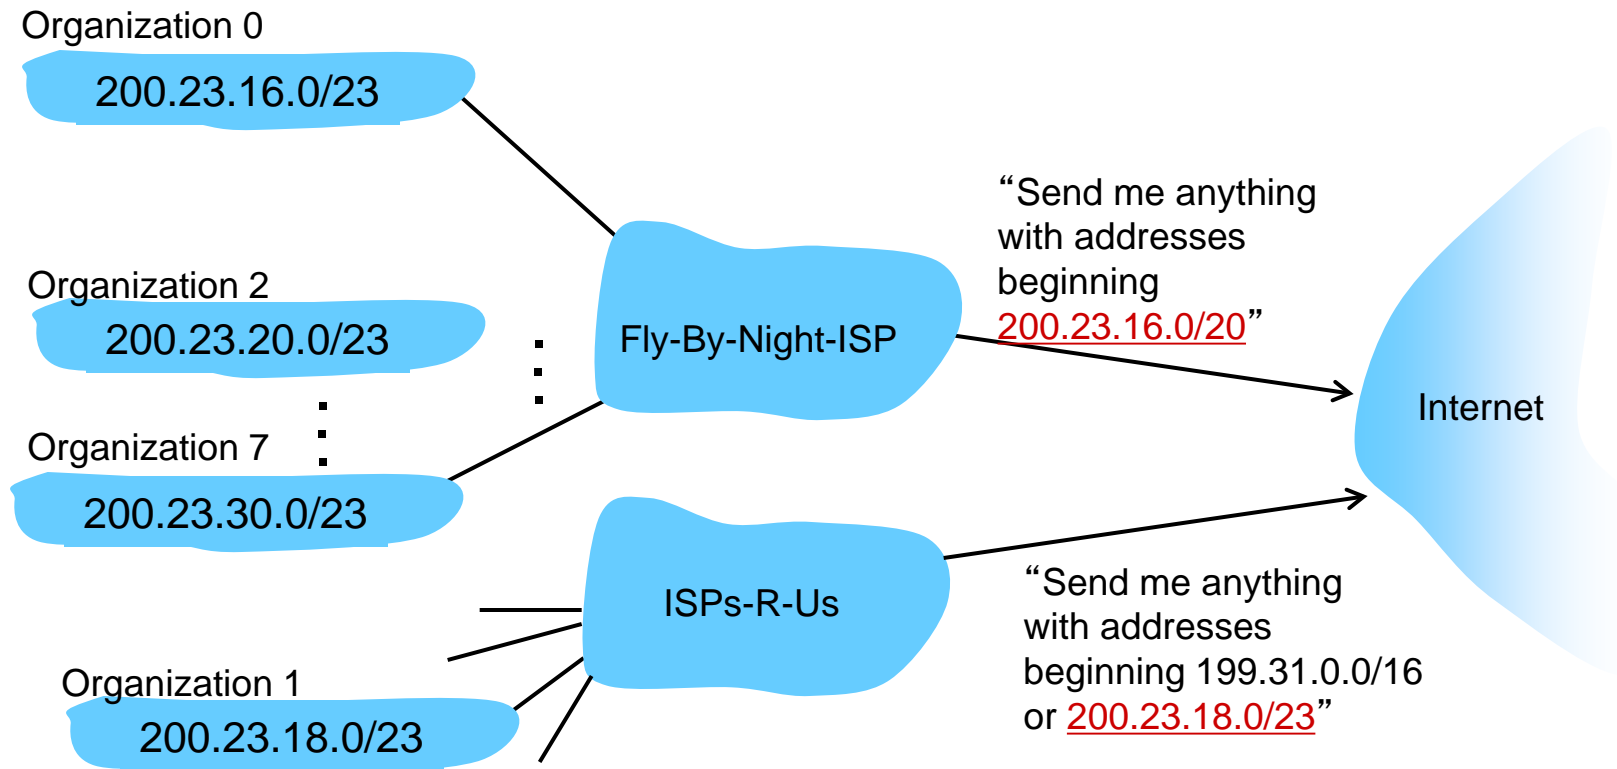 Organization 0
200.23.16.0/23
Organization 2
200.23.20.0/23
Organization 7
200.23.30.0/23
Organization 1
200.23.18.0/23
Fly-By-Night-ISP
ISPs-R-Us
“Send me anything
with addresses
beginning
200.23.16.0/20”
“Send me anything
with addresses
beginning 199.31.0.0/16
or 200.23.18.0/23”
Internet